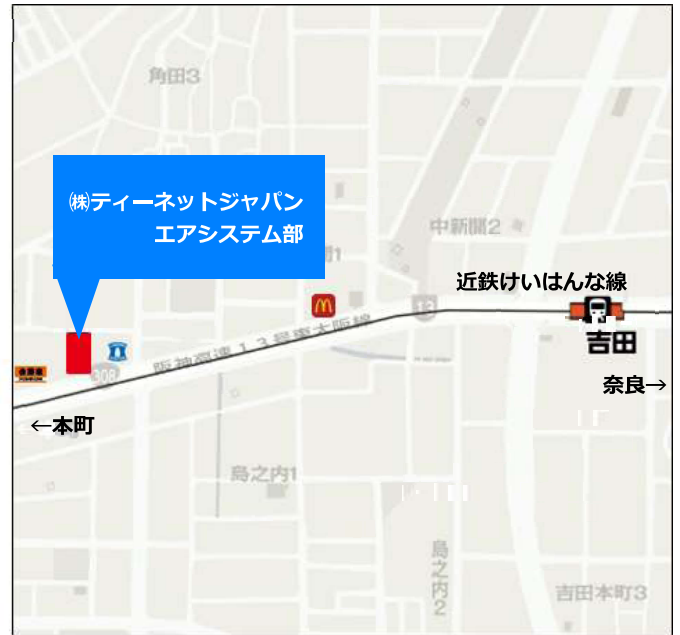 角田3
㈱ティーネットジャパン
エアシステム部
中新開2
近鉄けいはんな線
13
阪神高速13号東大阪線
吉田
308
奈良→
←本町
島之内1
島之内2
吉田本町3